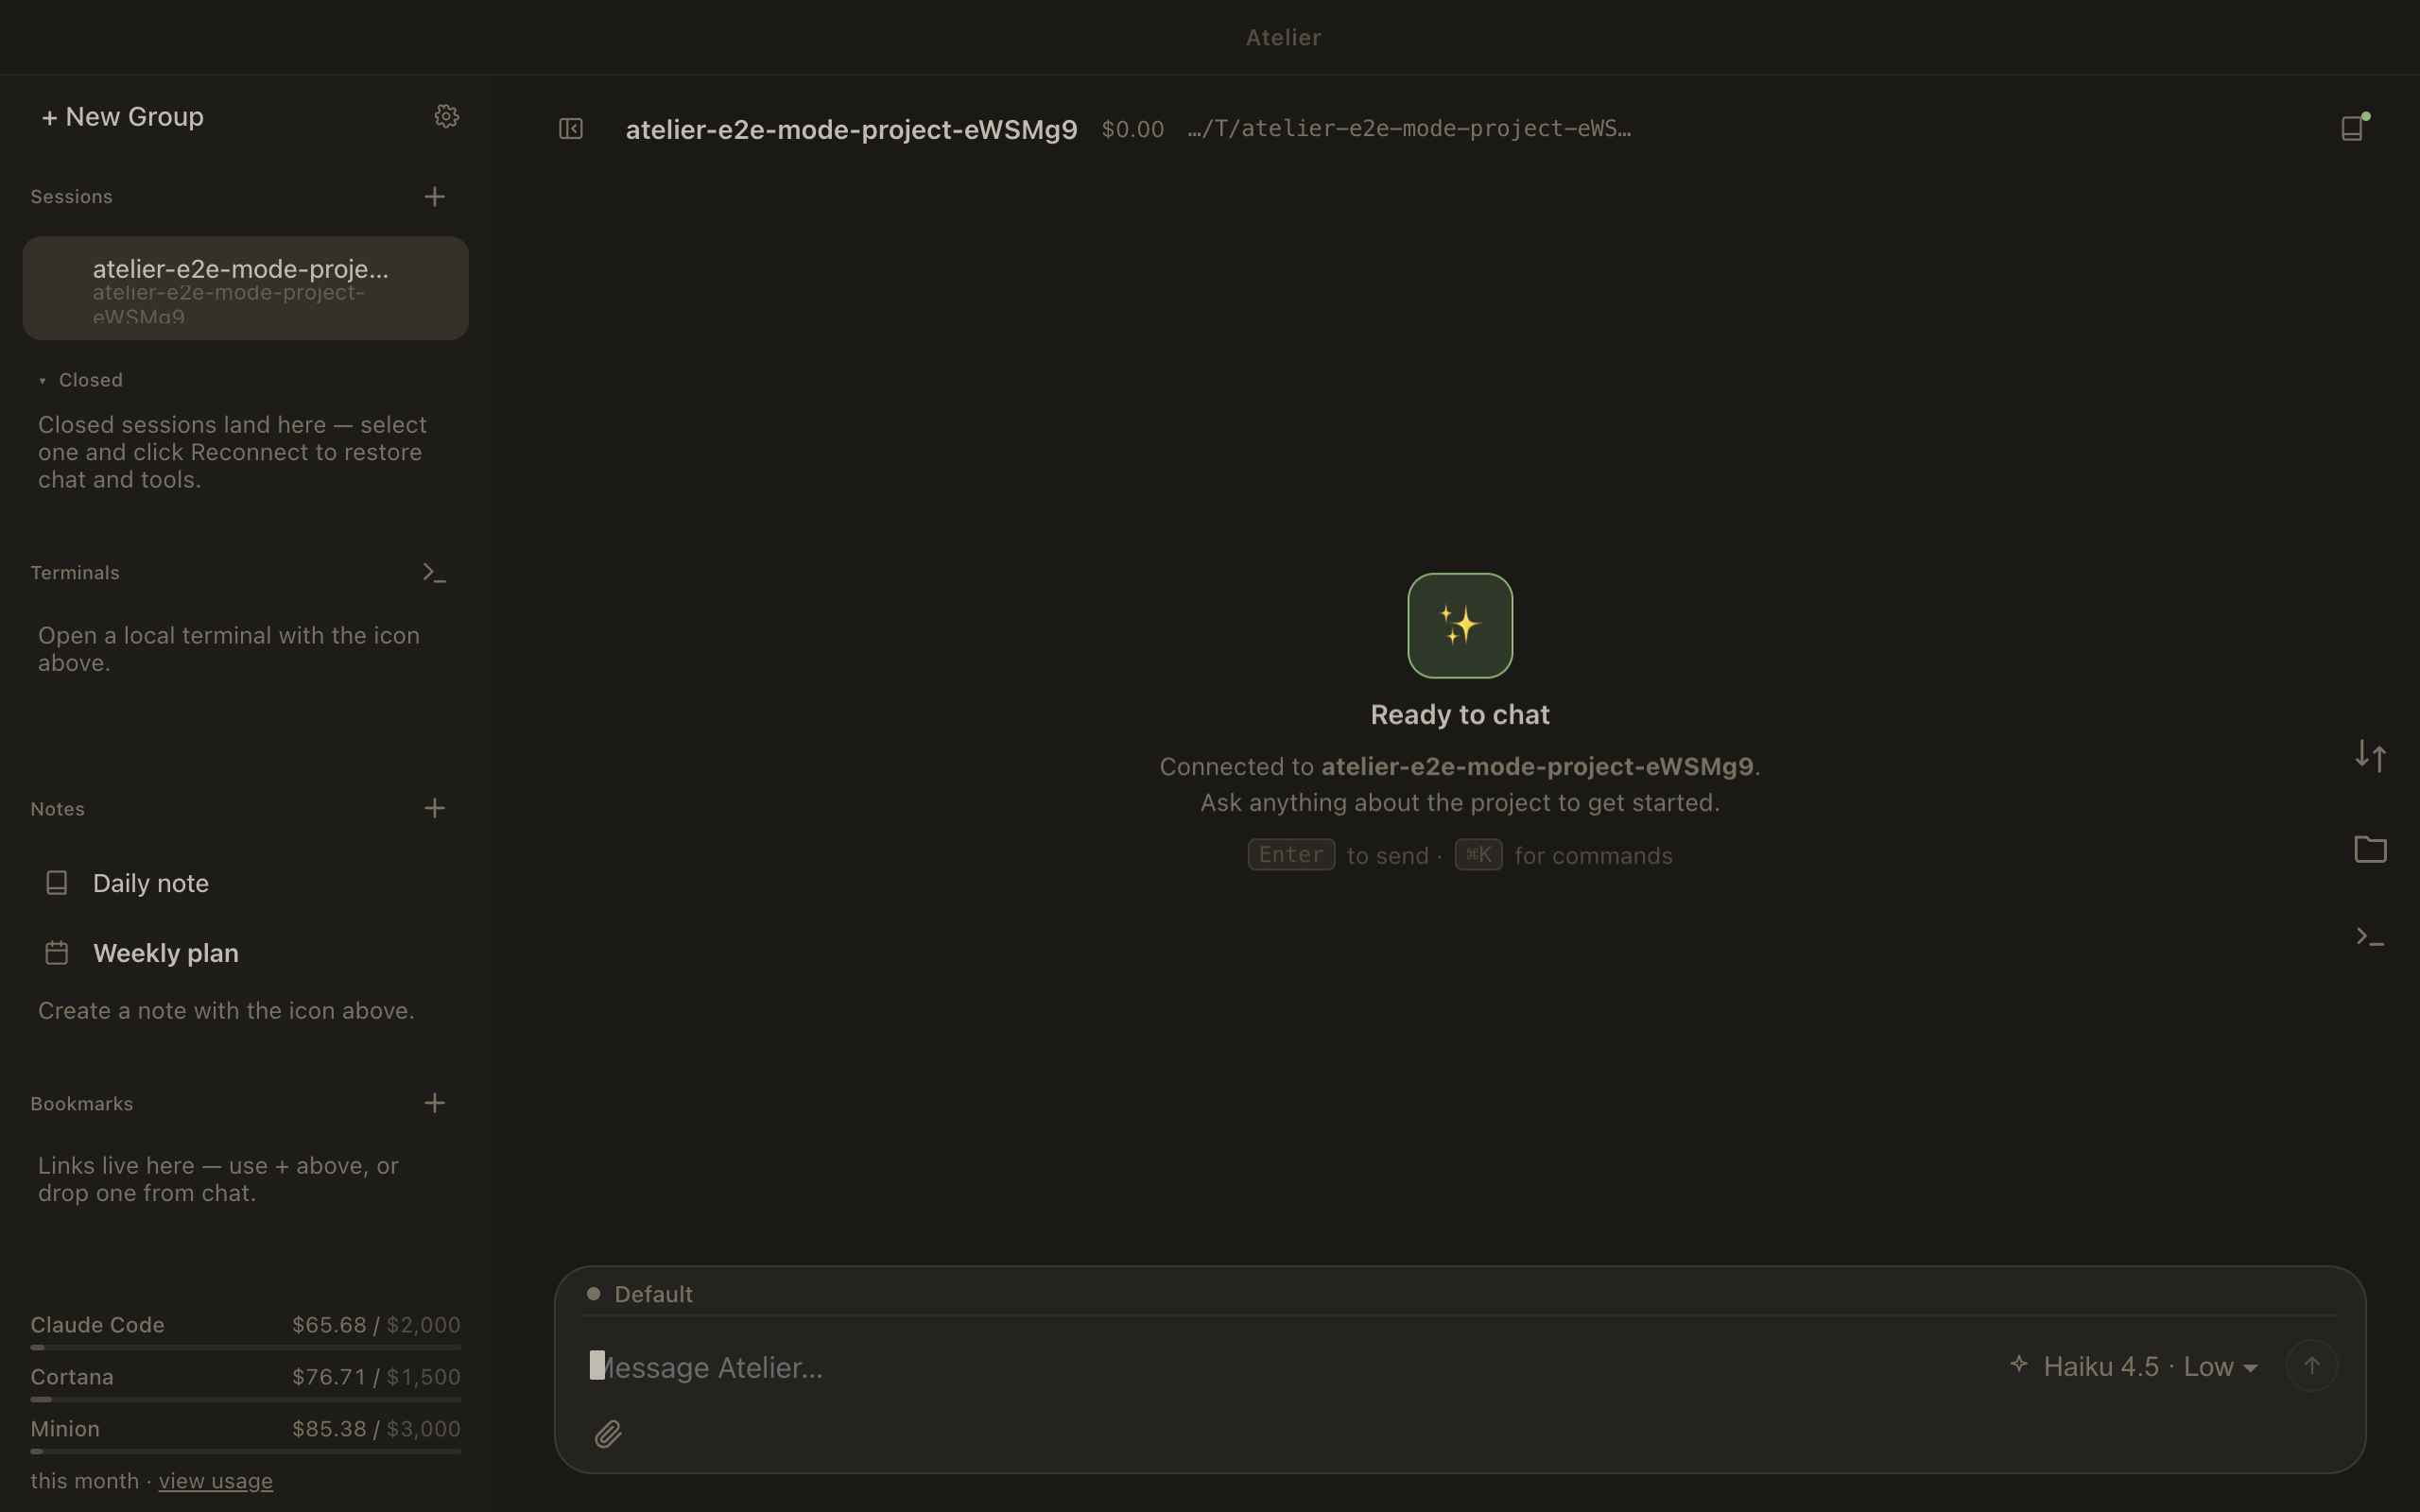 Atelier
+ New Group
Sessions
atelier-e2e-mode-proje...
atelier-e2e-mode-project-
eWSMg9
Closed
Closed sessions land here — select
one and click Reconnect to restore
chat and tools.
Terminals
Open a local terminal with the icon
above.
Notes
Daily note
Weekly plan
Create a note with the icon above.
Bookmarks
Links live here — use + above, or
drop one from chat.
Claude Code $65.68 / $2,000
Cortana $76.71 / $1,500
Minion $85.38 / $3,000
this month · view usage
atelier-e2e-mode-project-eWSMg9 $0.00 …/T/atelier-e2e-mode-project-eWS…
Ready to chat
Connected to atelier-e2e-mode-project-eWSMg9.
Ask anything about the project to get started.
Enter to send · ⌘K for commands
Default
Message Atelier...
Haiku 4.5 · Low